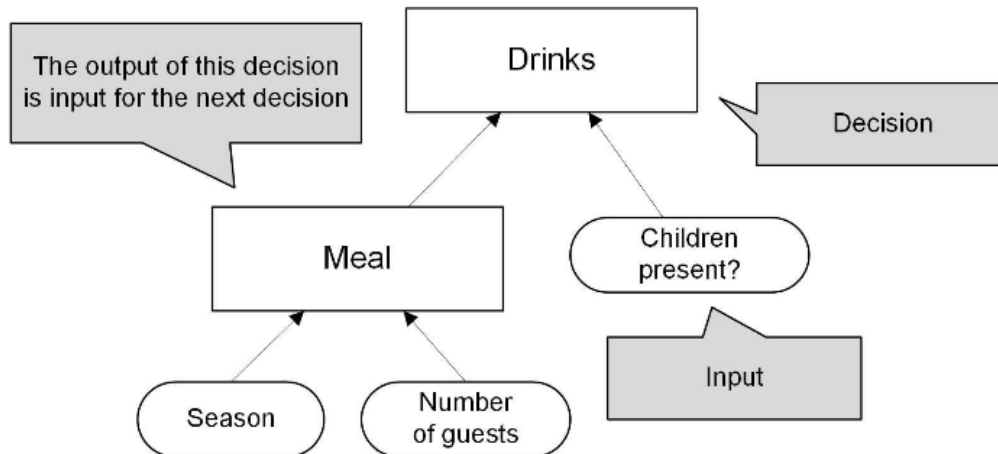 The output of this decision
is input for the next decision
Drinks
Decision
Meal
Children
present?
Input
Season
Number
of guests